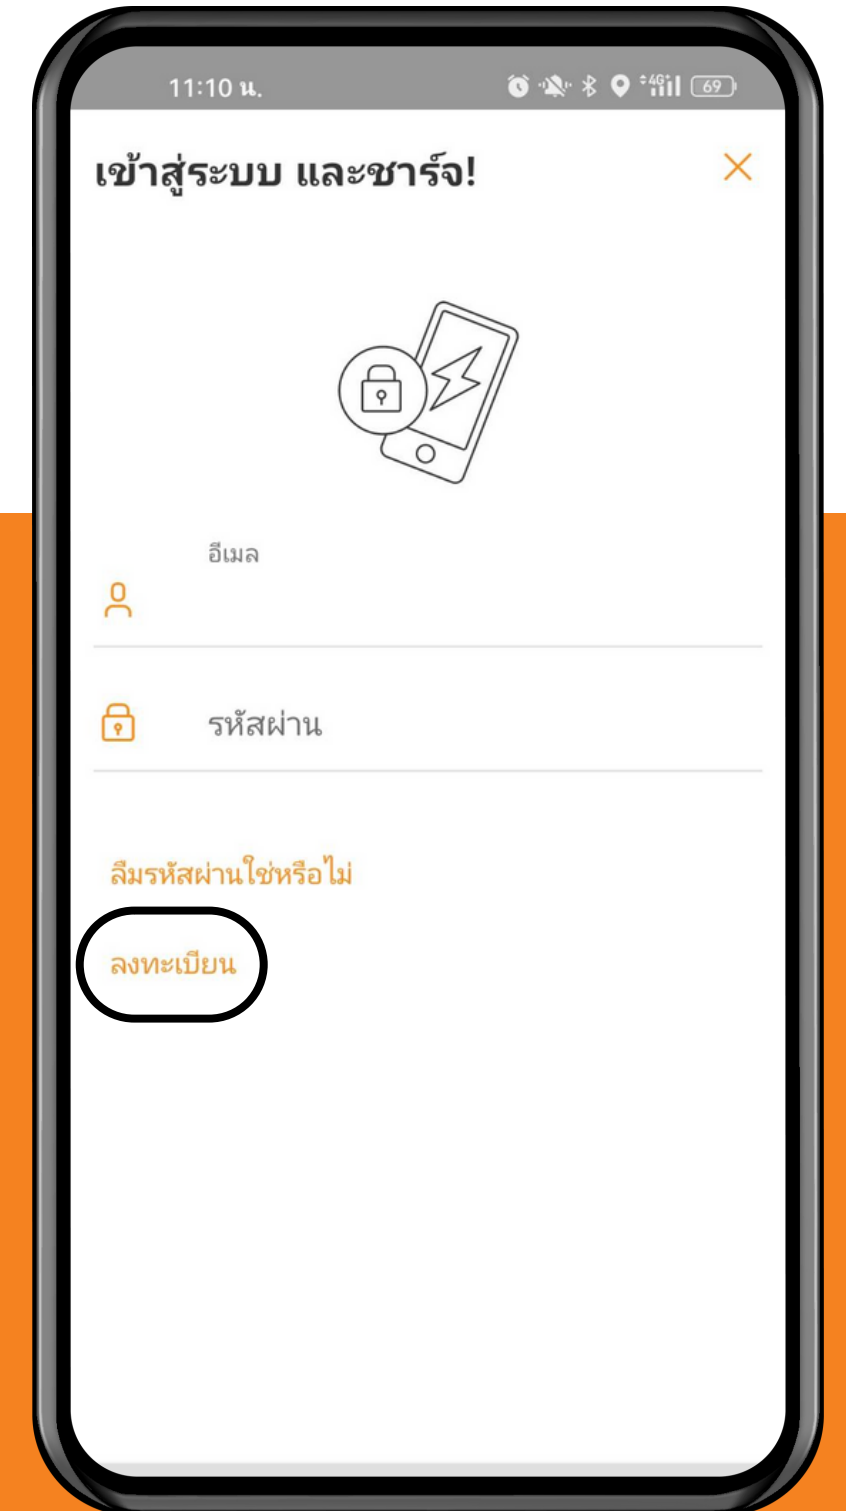 11:10 น.
4G 69
เข้าสู่ระบบ และชาร์จ!
อีเมล
รหัสผ่าน
ลืมรหัสผ่านใช่หรือไม่
ลงทะเบียน